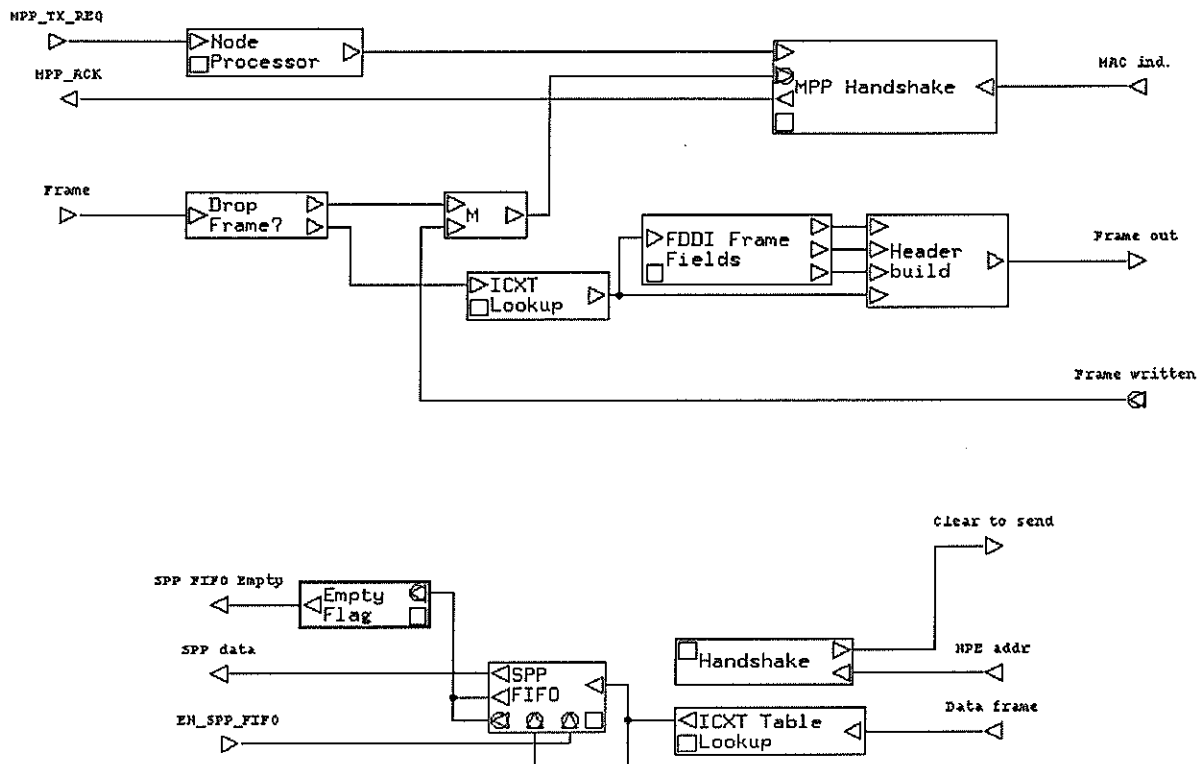 MPP_TX_REQ
Node
Processor
MPP_ACK
MPP Handshake
MAC ind.
Frame
Drop
Frame?
M
FDDI Frame
Fields
Header
build
Frame out
ICXT
Lookup
Frame written
Clear to send
SPP FIFO Empty
Empty
Flag
SPP data
SPP
FIFO
Handshake
NPE addr
EN_SPP_FIFO
ICXT Table
Lookup
Data frame